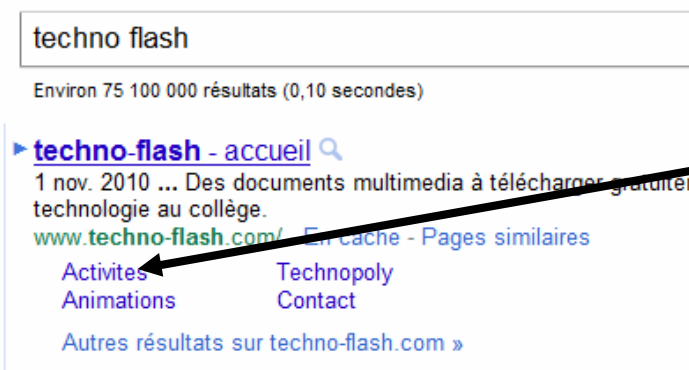 techno flash
Environ 75 100 000 résultats (0,10 secondes)
techno-flash - accueil
1 nov. 2010 ... Des documents multimedia à télécharger
technologie au collège.
www.techno-flash.com/ - En cache - Pages similaires
Activites Technopoly
Animations Contact
Autres résultats sur techno-flash.com »